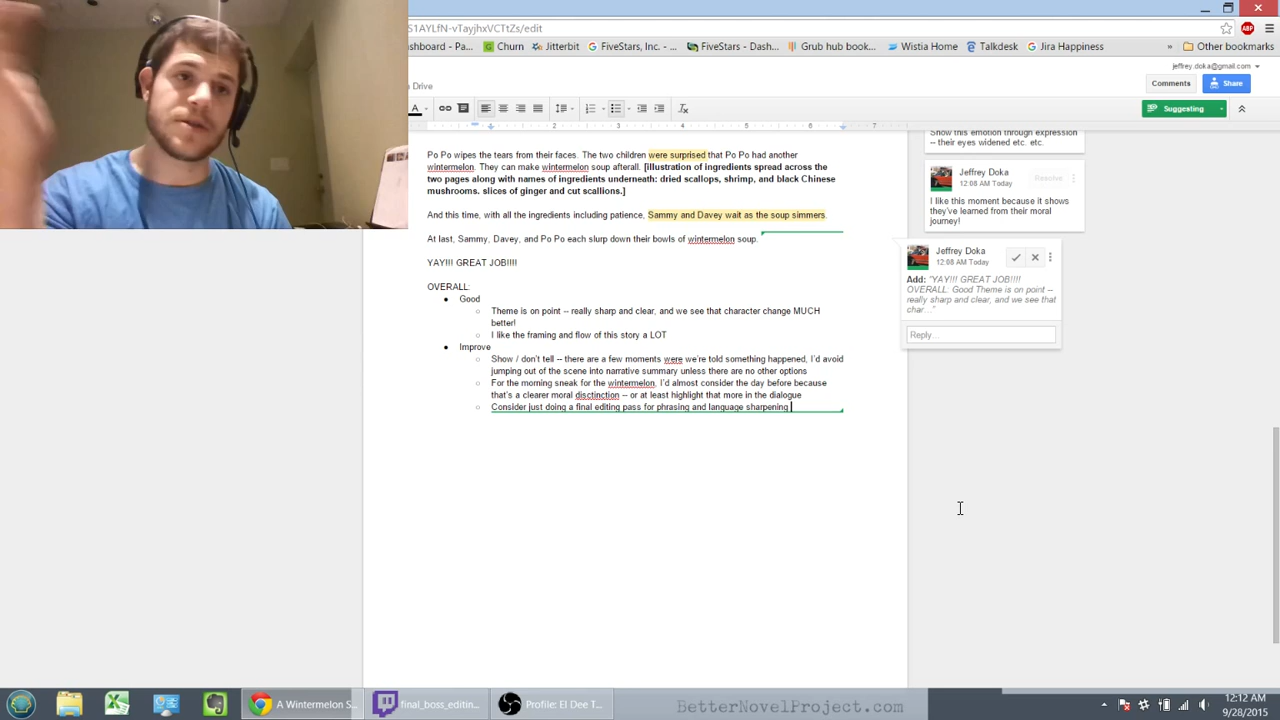 S1AYLfN-vTayjhxVCTtZs/edit
ABP
ashboard - Pa...
Churn
Jitterbit
FiveStars, Inc. - ...
FiveStars - Dash...
Grub hub book...
Wistia Home
Talkdesk
Jira Happiness
»
Other bookmarks
jeffrey.doka@gmail.com
n Drive
Comments
Share
A
Suggesting
2 3 4 5 6 7
Show this emotion through expression
-- their eyes widened etc. etc.
Jeffrey Doka
12:08 AM Today
Resolve
I like this moment because it shows
they've learned from their moral
journey!
Jeffrey Doka
12:08 AM Today
Add: "YAY!!! GREAT JOB!!!!
OVERALL: Good Theme is on point --
really sharp and clear, and we see that
char..."
Reply...
Po Po wipes the tears from their faces. The two children were surprised that Po Po had another
wintermelon. They can make wintermelon soup afterall. [illustration of ingredients spread across the
two pages along with names of ingredients underneath: dried scallops, shrimp, and black Chinese
mushrooms. slices of ginger and cut scallions.]
And this time, with all the ingredients including patience, Sammy and Davey wait as the soup simmers.
At last, Sammy, Davey, and Po Po each slurp down their bowls of wintermelon soup.
YAY!!! GREAT JOB!!!!
OVERALL:
● Good
○ Theme is on point -- really sharp and clear, and we see that character change MUCH
better!
○ I like the framing and flow of this story a LOT
● Improve
○ Show / don't tell -- there are a few moments were we're told something happened, I'd avoid
jumping out of the scene into narrative summary unless there are no other options
○ For the morning sneak for the wintermelon, I'd almost consider the day before because
that's a clearer moral disctinction -- or at least highlight that more in the dialogue
○ Consider just doing a final editing pass for phrasing and language sharpening
A Wintermelon S...
final_boss_editin...
Profile: El Dee T...
BetterNovelProject.com
12:12 AM
9/28/2015